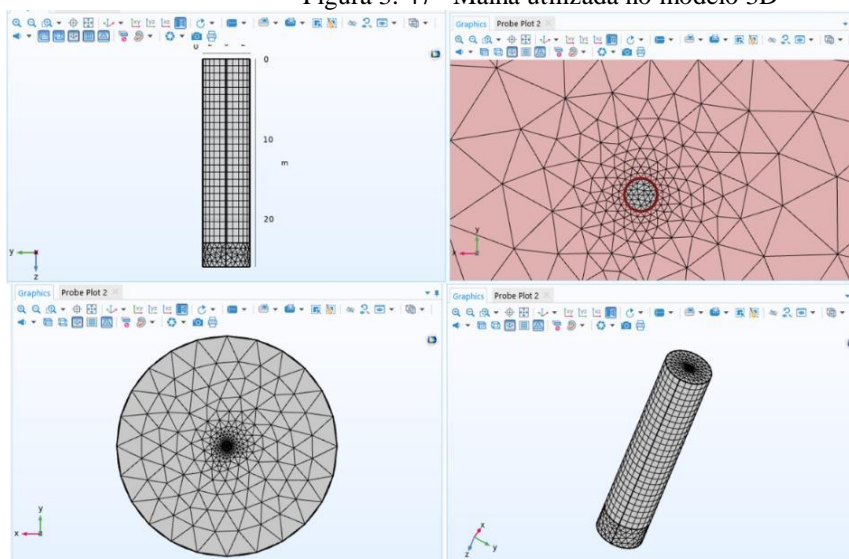 Figura 3. 47 - Malha utilizada no modelo 3D
0
10
m
20
y
z
Graphics Probe Plot 2
y
x
z
Graphics Probe Plot 2
y
x
z
Graphics Probe Plot 2
x
y
z